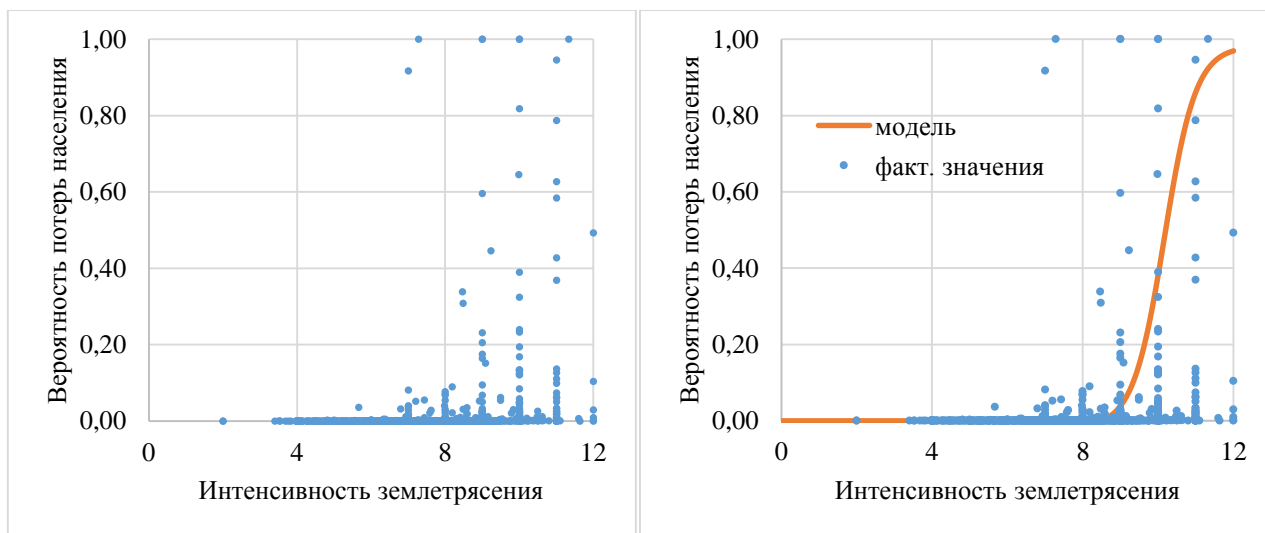 Вероятность потерь населения
1,00
0,80
0,60
0,40
0,20
0,00
0 4 8 12
Интенсивность землетрясения
Вероятность потерь населения
1,00
0,80
0,60
0,40
0,20
0,00
модель
факт. значения
0 4 8 12
Интенсивность землетрясения